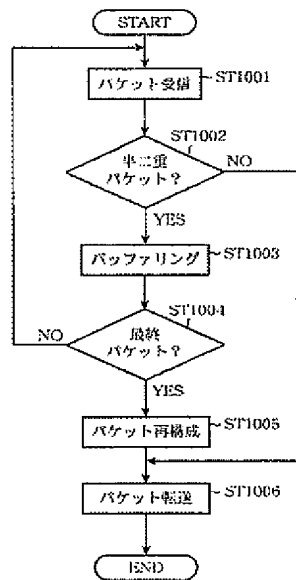 START
パケット受信
ST1001
ST1002
半二重
パケット？
NO
YES
バッファリング
ST1003
ST1004
NO
最終
パケット？
YES
パケット再構成
ST1005
パケット転送
ST1006
END